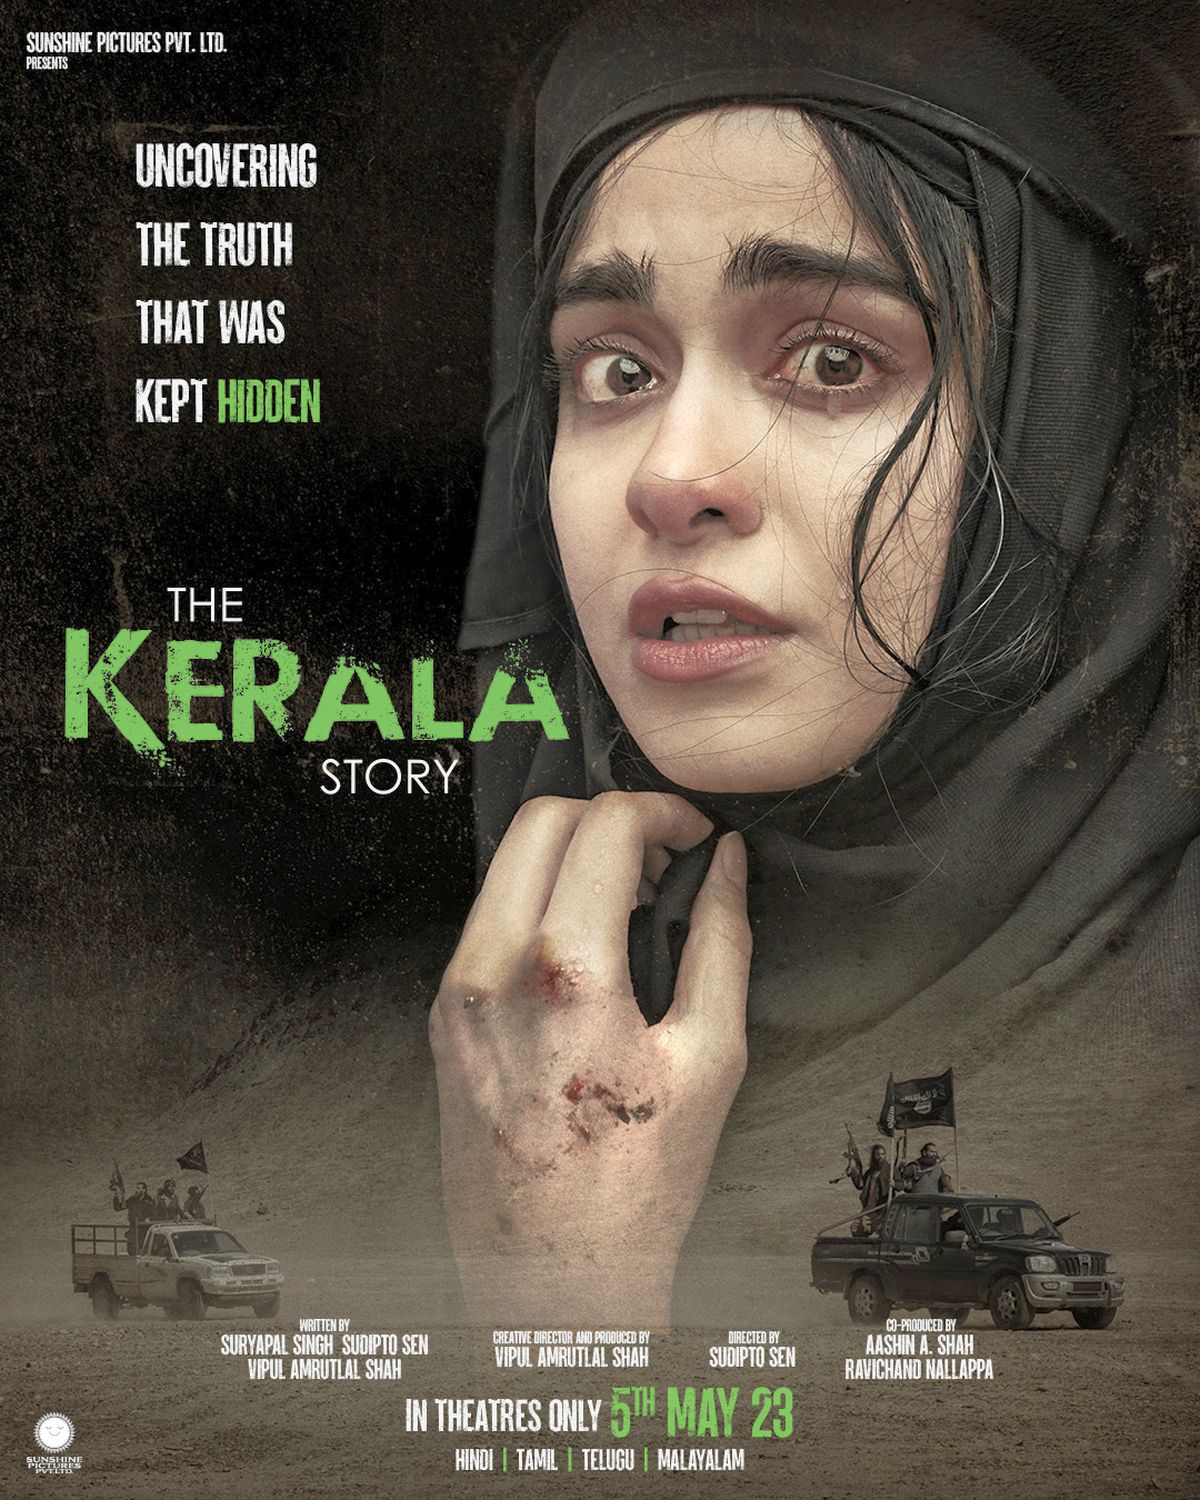 SUNSHINE PICTURES PVT. LTD.
PRESENTS
UNCOVERING
THE TRUTH
THAT WAS
KEPT HIDDEN
THE
KERALA
STORY
WRITTEN BY
SURYAPAL SINGH SUDIPTO SEN
VIPUL AMRUTLAL SHAH
CREATIVE DIRECTOR AND PRODUCED BY
VIPUL AMRUTLAL SHAH
DIRECTED BY
SUDIPTO SEN
CO-PRODUCED BY
AASHIN A. SHAH
RAVICHAND NALLAPPA
IN THEATRES ONLY 5TH MAY 23
HINDI | TAMIL | TELUGU | MALAYALAM
SUNSHINE
PICTURES
PVT.LTD.